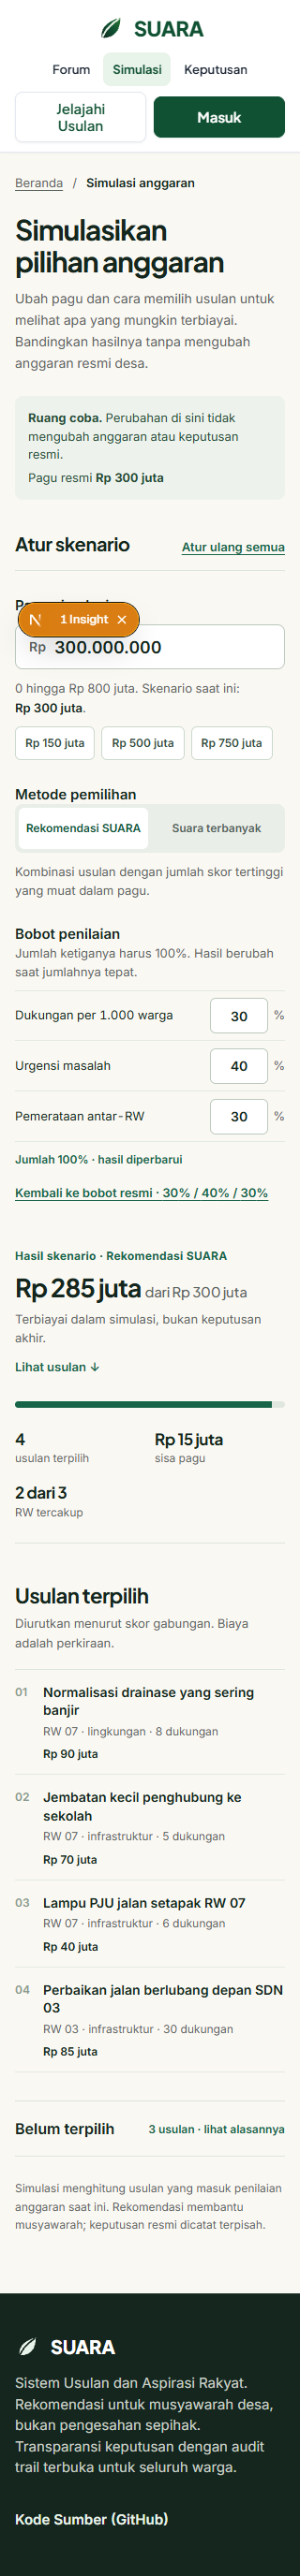 SUARA
Forum Simulasi Keputusan
Jelajahi
Usulan
Masuk
Beranda / Simulasi anggaran
Simulasikan
pilihan anggaran
Ubah pagu dan cara memilih usulan untuk
melihat apa yang mungkin terbiayai.
Bandingkan hasilnya tanpa mengubah
anggaran resmi desa.
Ruang coba. Perubahan di sini tidak
mengubah anggaran atau keputusan
resmi.
Pagu resmi Rp 300 juta
Atur skenario Atur ulang semua
1 Insight ×
Rp 300.000.000
0 hingga Rp 800 juta. Skenario saat ini:
Rp 300 juta.
Rp 150 juta Rp 500 juta Rp 750 juta
Metode pemilihan
Rekomendasi SUARA Suara terbanyak
Kombinasi usulan dengan jumlah skor tertinggi
yang muat dalam pagu.
Bobot penilaian
Jumlah ketiganya harus 100%. Hasil berubah
saat jumlahnya tepat.
Dukungan per 1.000 warga 30 %
Urgensi masalah 40 %
Pemerataan antar-RW 30 %
Jumlah 100% · hasil diperbarui
Kembali ke bobot resmi · 30% / 40% / 30%
Hasil skenario · Rekomendasi SUARA
Rp 285 juta dari Rp 300 juta
Terbiayai dalam simulasi, bukan keputusan
akhir.
Lihat usulan ↓
4
usulan terpilih
Rp 15 juta
sisa pagu
2 dari 3
RW tercakup
Usulan terpilih
Diurutkan menurut skor gabungan. Biaya
adalah perkiraan.
01 Normalisasi drainase yang sering
banjir
RW 07 · lingkungan · 8 dukungan
Rp 90 juta
02 Jembatan kecil penghubung ke
sekolah
RW 07 · infrastruktur · 5 dukungan
Rp 70 juta
03 Lampu PJU jalan setapak RW 07
RW 07 · infrastruktur · 6 dukungan
Rp 40 juta
04 Perbaikan jalan berlubang depan SDN
03
RW 03 · infrastruktur · 30 dukungan
Rp 85 juta
Belum terpilih 3 usulan · lihat alasannya
Simulasi menghitung usulan yang masuk penilaian
anggaran saat ini. Rekomendasi membantu
musyawarah; keputusan resmi dicatat terpisah.
SUARA
Sistem Usulan dan Aspirasi Rakyat.
Rekomendasi untuk musyawarah desa,
bukan pengesahan sepihak.
Transparansi keputusan dengan audit
trail terbuka untuk seluruh warga.
Kode Sumber (GitHub)